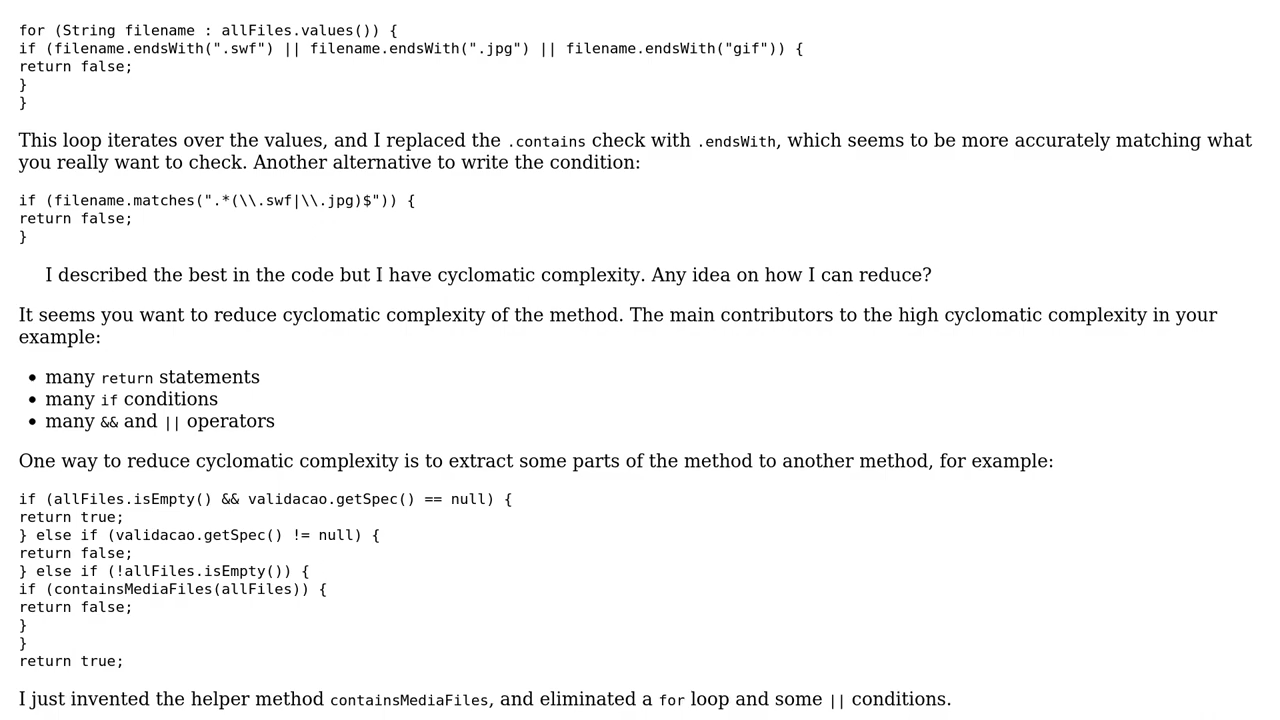 for (String filename : allFiles.values()) {
if (filename.endsWith(".swf") || filename.endsWith(".jpg") || filename.endsWith("gif")) {
return false;
}
}
This loop iterates over the values, and I replaced the .contains check with .endsWith, which seems to be more accurately matching what
you really want to check. Another alternative to write the condition:
if (filename.matches(".*(\\.swf|\\.jpg)$")) {
return false;
}
I described the best in the code but I have cyclomatic complexity. Any idea on how I can reduce?
It seems you want to reduce cyclomatic complexity of the method. The main contributors to the high cyclomatic complexity in your
example:
• many return statements
• many if conditions
• many && and || operators
One way to reduce cyclomatic complexity is to extract some parts of the method to another method, for example:
if (allFiles.isEmpty() && validacao.getSpec() == null) {
return true;
} else if (validacao.getSpec() != null) {
return false;
} else if (!allFiles.isEmpty()) {
if (containsMediaFiles(allFiles)) {
return false;
}
}
return true;
I just invented the helper method containsMediaFiles, and eliminated a for loop and some || conditions.